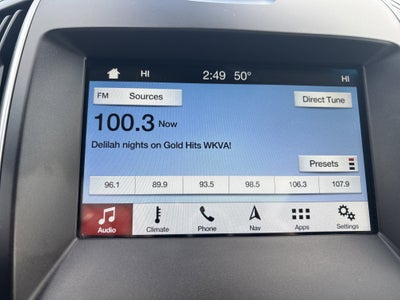 HI 2:49 50° HI
FM Sources Direct Tune
100.3 Now
Delilah nights on Gold Hits WKVA!
Presets
96.1 89.9 93.5 98.5 106.3 107.9
Audio Climate Phone Nav Apps Settings